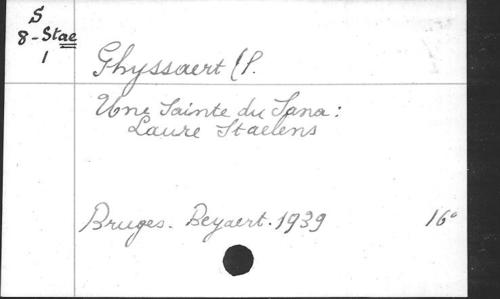 S
8-Stae
1
Ghyssaert (P.
Une Sainte du Sana:
Laure Staelens
Bruges. Beyaert. 1939 16°